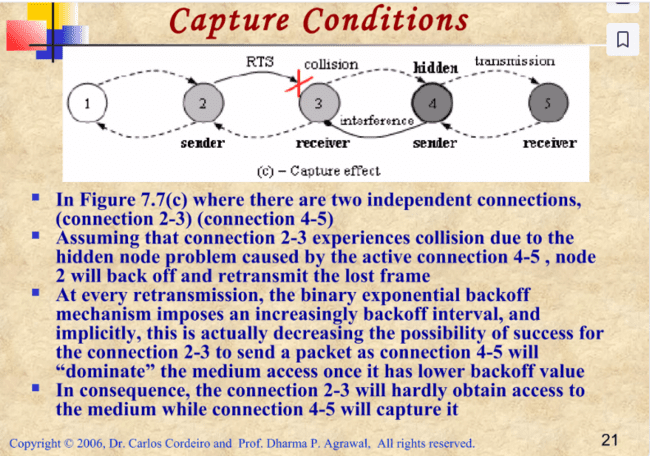 Capture Conditions
RTS collision hidden transmission
1 2 3 4 5
interference
sender receiver sender receiver
(c) – Capture effect
In Figure 7.7(c) where there are two independent connections,
(connection 2-3) (connection 4-5)
Assuming that connection 2-3 experiences collision due to the
hidden node problem caused by the active connection 4-5 , node
2 will back off and retransmit the lost frame
At every retransmission, the binary exponential backoff
mechanism imposes an increasingly backoff interval, and
implicitly, this is actually decreasing the possibility of success for
the connection 2-3 to send a packet as connection 4-5 will
“dominate” the medium access once it has lower backoff value
In consequence, the connection 2-3 will hardly obtain access to
the medium while connection 4-5 will capture it
Copyright © 2006, Dr. Carlos Cordeiro and Prof. Dharma P. Agrawal, All rights reserved. 21